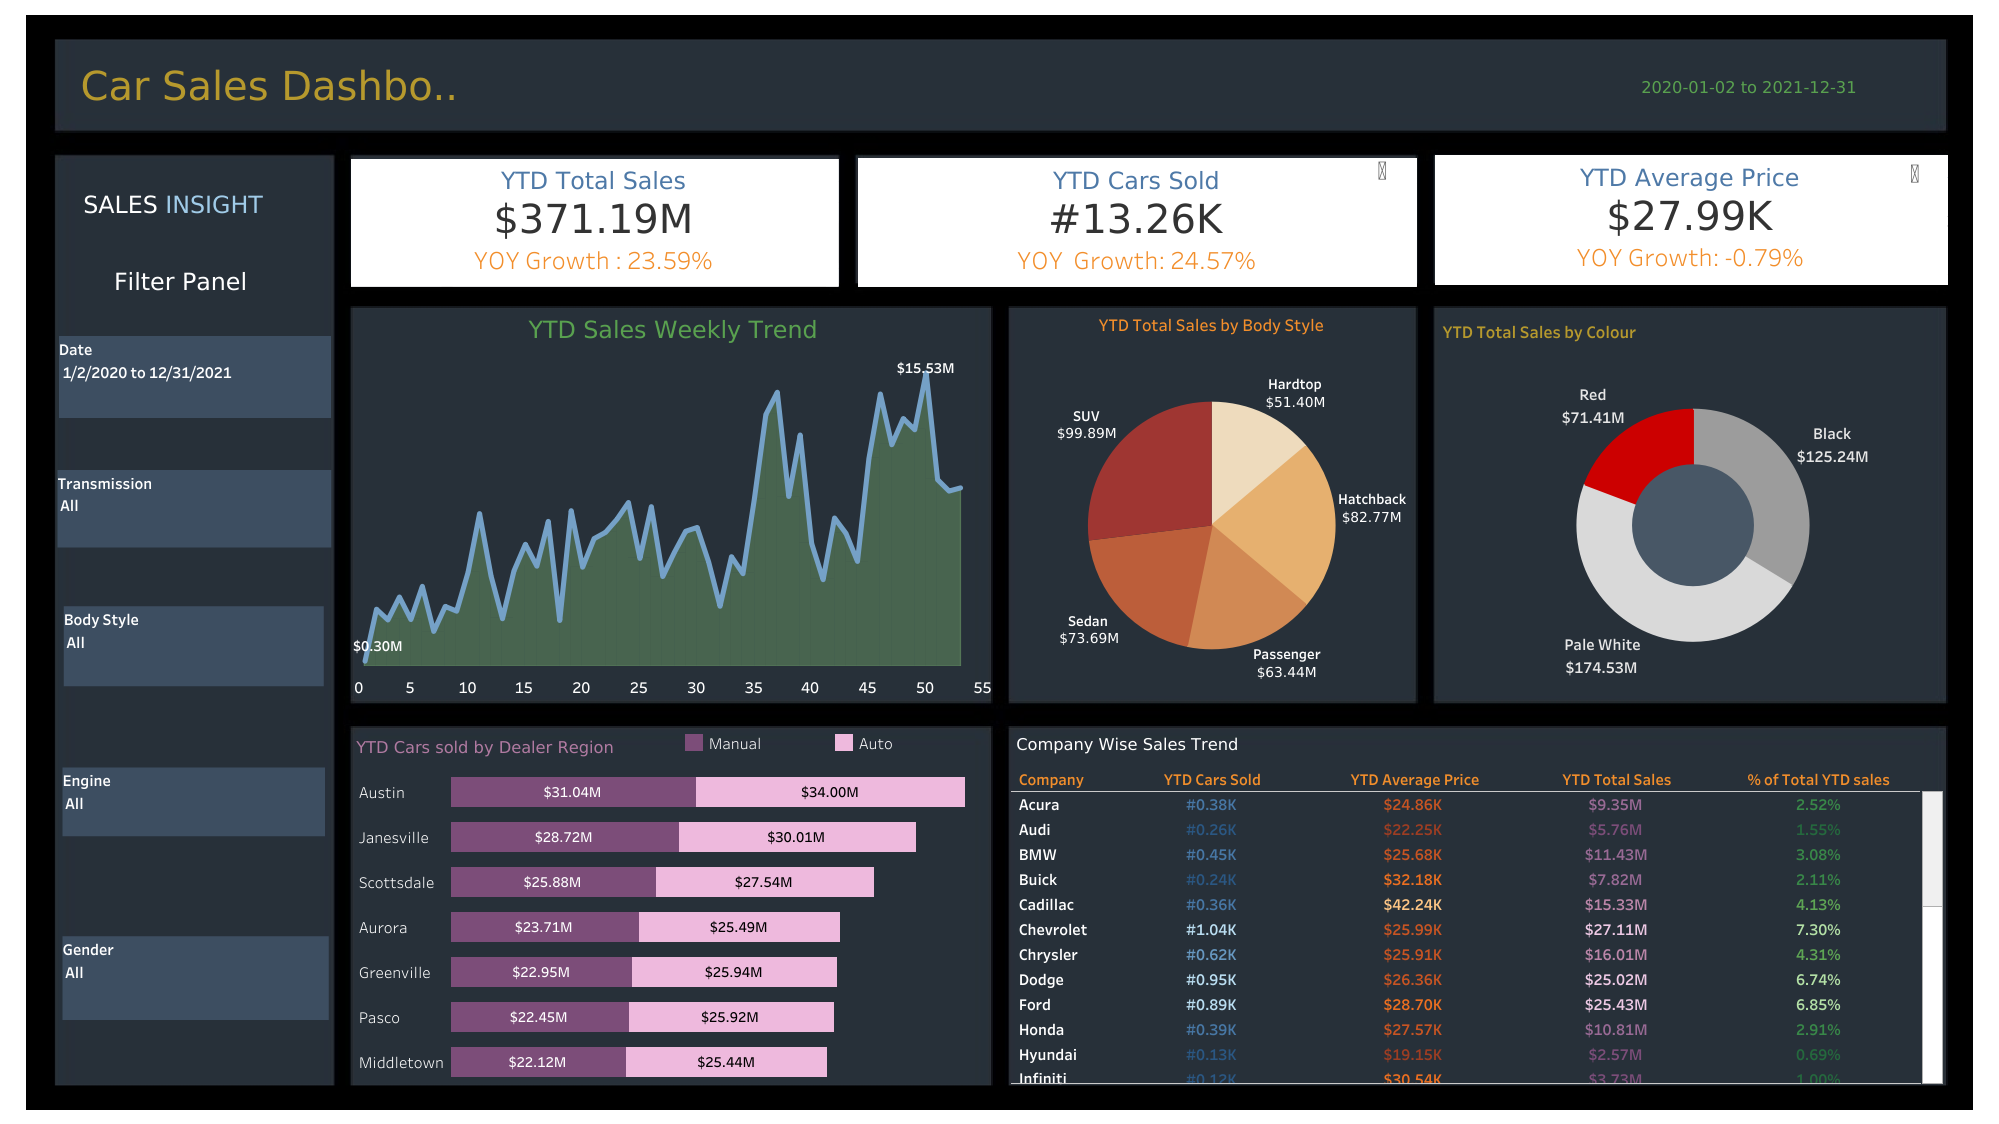 Car Sales Dashbo..
2020-01-02 to 2021-12-31
SALES INSIGHT
Filter Panel
Date
1/2/2020 to 12/31/2021
Transmission
All
Body Style
All
Engine
All
Gender
All
YTD Total Sales
$371.19M
YOY Growth : 23.59%
YTD Cars Sold
#13.26K
YOY  Growth: 24.57%
YTD Average Price
$27.99K
YOY Growth: -0.79%
YTD Sales Weekly Trend
$15.53M
$0.30M
0 5 10 15 20 25 30 35 40 45 50 55
YTD Total Sales by Body Style
Hardtop
$51.40M
SUV
$99.89M
Hatchback
$82.77M
Sedan
$73.69M
Passenger
$63.44M
YTD Total Sales by Colour
Red
$71.41M
Black
$125.24M
Pale White
$174.53M
YTD Cars sold by Dealer Region
Manual Auto
Austin $31.04M $34.00M
Janesville $28.72M $30.01M
Scottsdale $25.88M $27.54M
Aurora $23.71M $25.49M
Greenville $22.95M $25.94M
Pasco $22.45M $25.92M
Middletown $22.12M $25.44M
Company Wise Sales Trend
Company YTD Cars Sold YTD Average Price YTD Total Sales % of Total YTD sales
Acura #0.38K $24.86K $9.35M 2.52%
Audi #0.26K $22.25K $5.76M 1.55%
BMW #0.45K $25.68K $11.43M 3.08%
Buick #0.24K $32.18K $7.82M 2.11%
Cadillac #0.36K $42.24K $15.33M 4.13%
Chevrolet #1.04K $25.99K $27.11M 7.30%
Chrysler #0.62K $25.91K $16.01M 4.31%
Dodge #0.95K $26.36K $25.02M 6.74%
Ford #0.89K $28.70K $25.43M 6.85%
Honda #0.39K $27.57K $10.81M 2.91%
Hyundai #0.13K $19.15K $2.57M 0.69%
Infiniti #0.12K $30.54K $3.73M 1.00%